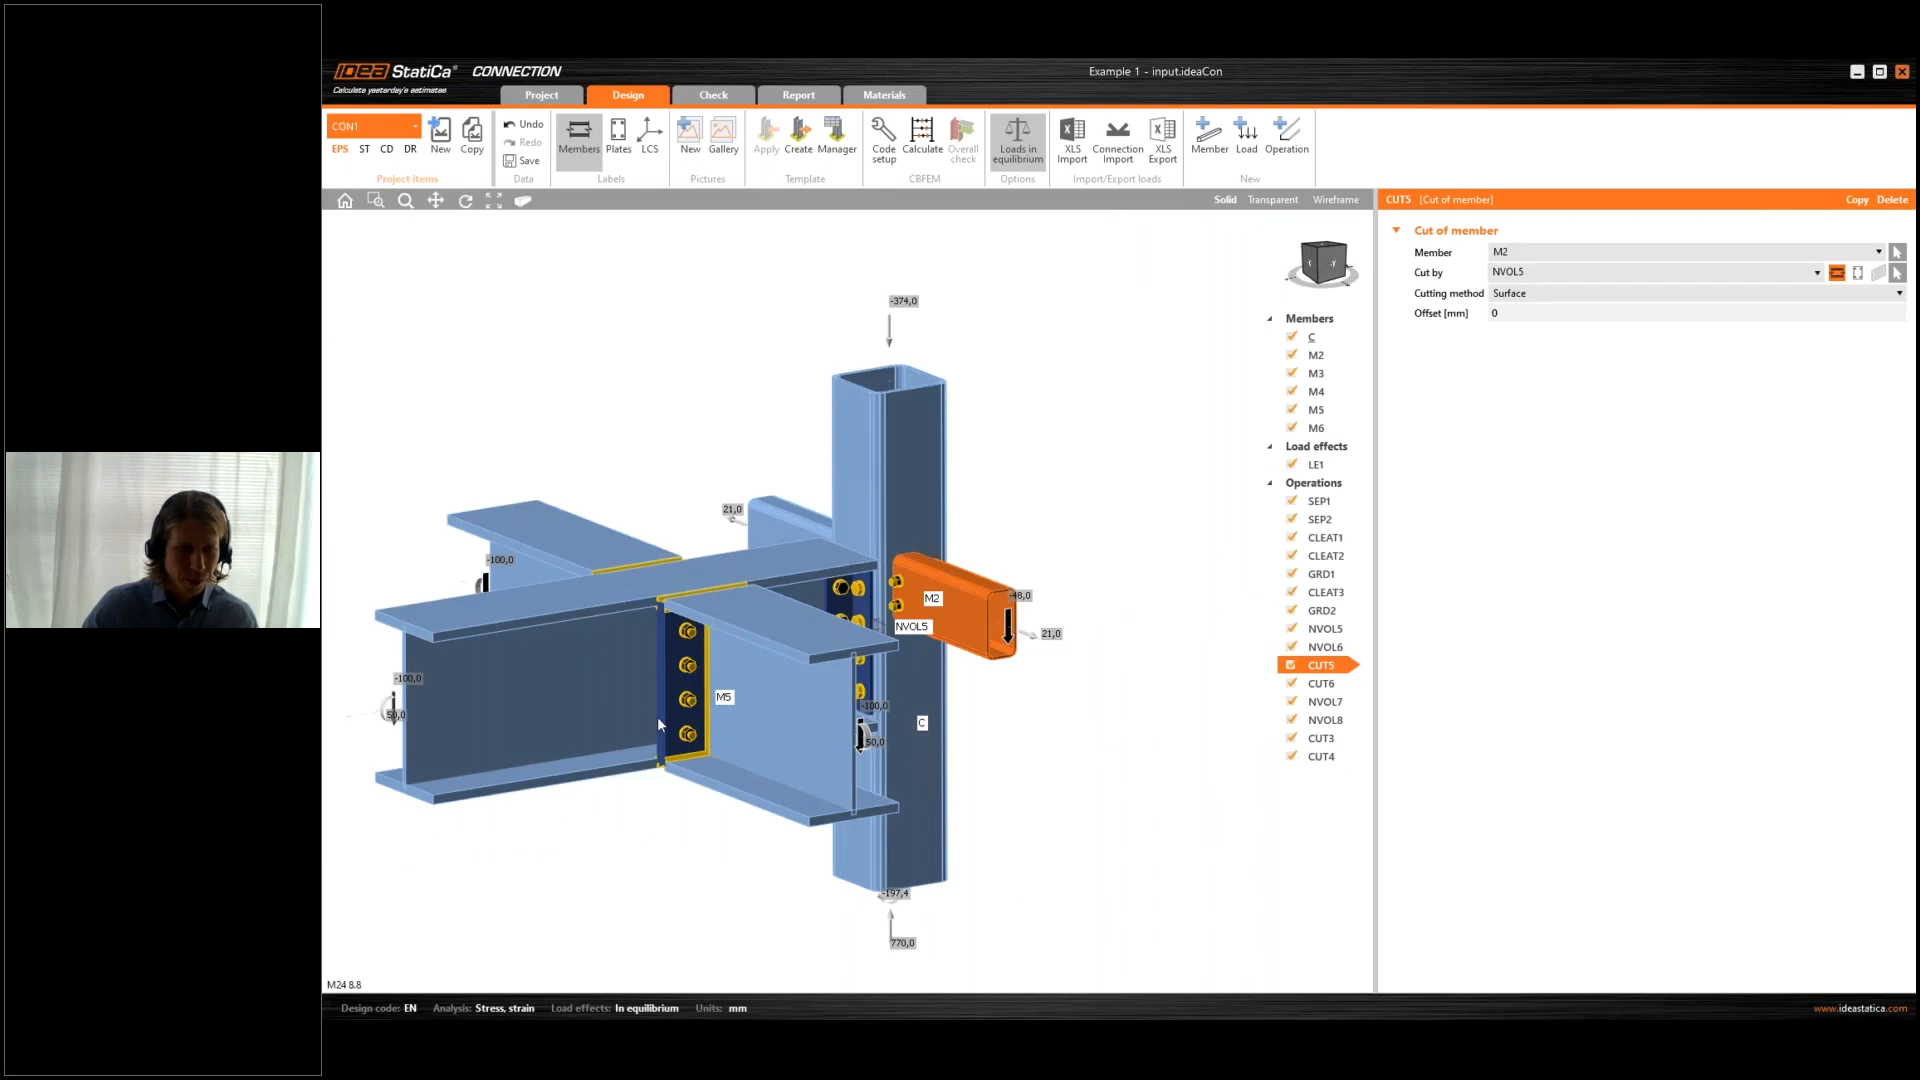 IDEA StatiCa® CONNECTION
Calculate yesterday's estimates
Example 1 - input.ideaCon
Project
Design
Check
Report
Materials
CON1
EPS ST CD DR
New
Copy
Project items
Undo
Redo
Save
Data
Members
Plates
LCS
Labels
New
Gallery
Pictures
Apply
Create
Manager
Template
Code setup
Calculate
Overall check
CBFEM
Loads in equilibrium
Options
XLS Import
Connection Import
XLS Export
Import/Export loads
Member
Load
Operation
New
Solid
Transparent
Wireframe
CUT5 [Cut of member]
Copy
Delete
Cut of member
Member M2
Cut by NVOL5
Cutting method Surface
Offset [mm] 0
Members
C
M2
M3
M4
M5
M6
Load effects
LE1
Operations
SEP1
SEP2
CLEAT1
CLEAT2
GRD1
CLEAT3
GRD2
NVOL5
NVOL6
CUT5
CUT6
NVOL7
NVOL8
CUT3
CUT4
-374,0
21,0
-100,0
M2
-48,0
NVOL5
21,0
-100,0
50,0
M5
-100,0
C
50,0
-197,4
770,0
M24 8.8
Design code: EN Analysis: Stress, strain Load effects: In equilibrium Units: mm
www.ideastatica.com